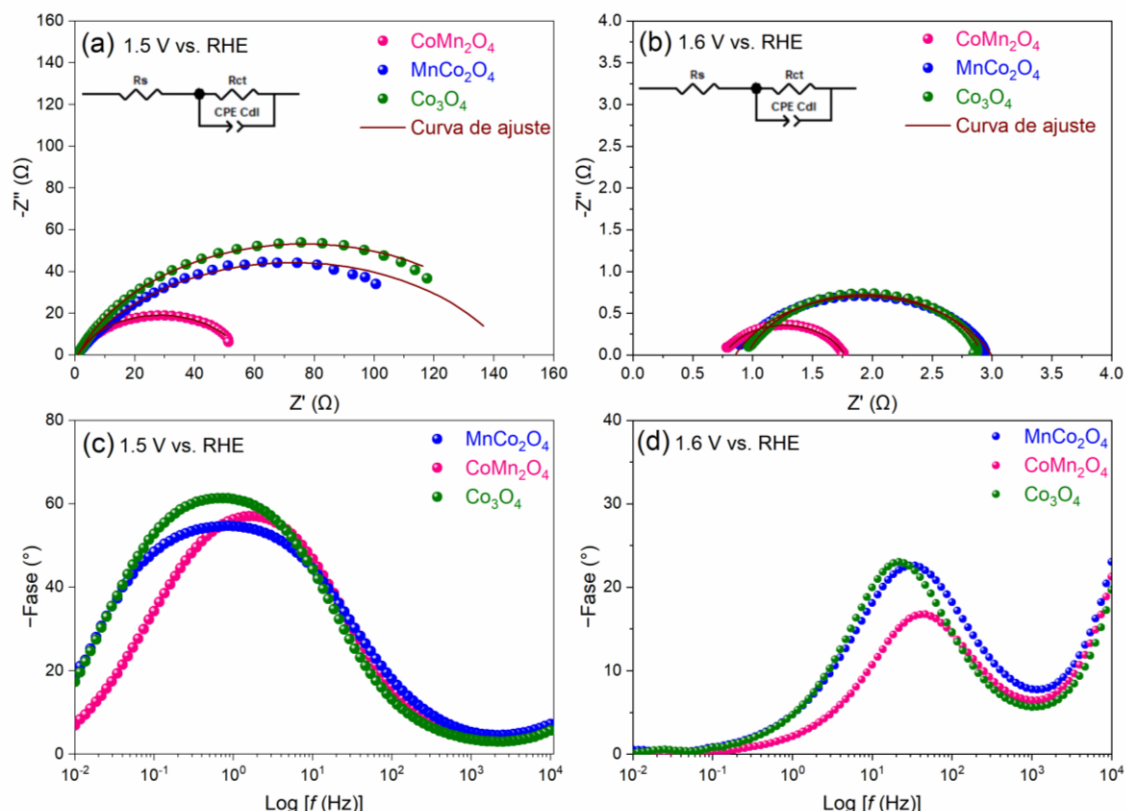 (a) 1.5 V vs. RHE
CoMn₂O₄
MnCo₂O₄
Co₃O₄
Curva de ajuste
Rs
Rct
CPE Cdl
160
140
120
100
80
60
40
20
0
-Z'' (Ω)
0 20 40 60 80 100 120 140 160
Z' (Ω)
(b) 1.6 V vs. RHE
CoMn₂O₄
MnCo₂O₄
Co₃O₄
Curva de ajuste
Rs
Rct
CPE Cdl
4.0
3.5
3.0
2.5
2.0
1.5
1.0
0.5
0.0
-Z'' (Ω)
0.0 0.5 1.0 1.5 2.0 2.5 3.0 3.5 4.0
Z' (Ω)
(c) 1.5 V vs. RHE
MnCo₂O₄
CoMn₂O₄
Co₃O₄
80
60
40
20
0
−Fase (°)
10⁻² 10⁻¹ 10⁰ 10¹ 10² 10³ 10⁴
Log [f (Hz)]
(d) 1.6 V vs. RHE
MnCo₂O₄
CoMn₂O₄
Co₃O₄
40
35
30
25
20
15
10
5
0
−Fase (°)
10⁻² 10⁻¹ 10⁰ 10¹ 10² 10³ 10⁴
Log [f (Hz)]